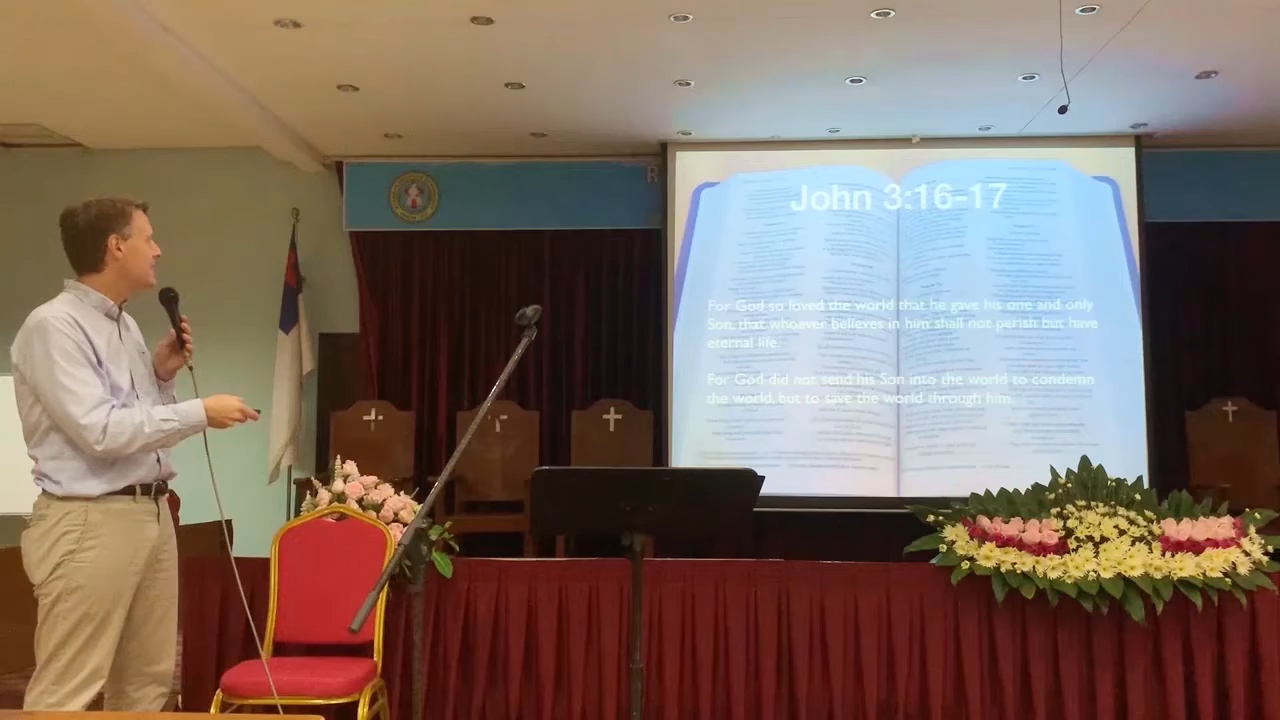 R
John 3:16-17
For God so loved the world that he gave his one and only
Son, that whoever believes in him shall not perish but have
eternal life.
For God did not send his Son into the world to condemn
the world, but to save the world through him.